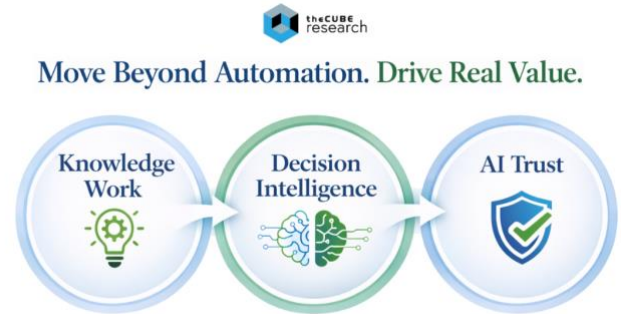 theCUBE
research
Move Beyond Automation. Drive Real Value.
Knowledge
Work
Decision
Intelligence
AI Trust